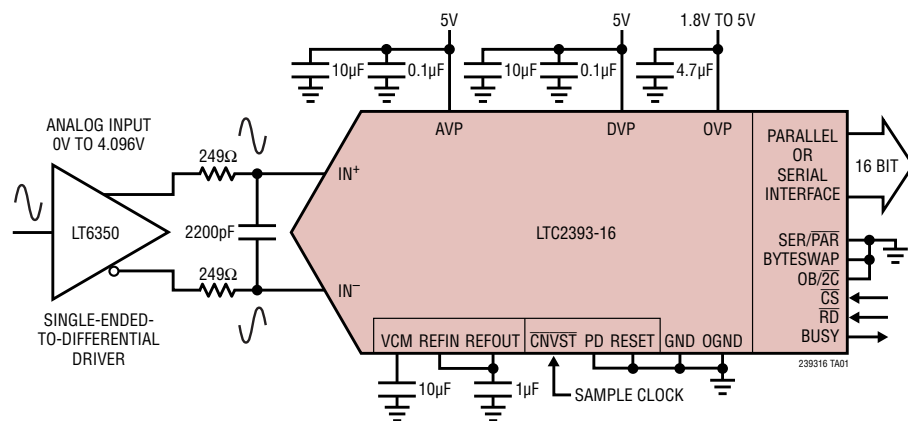 5V
5V
1.8V TO 5V
10µF
0.1µF
10µF
0.1µF
4.7µF
ANALOG INPUT
0V TO 4.096V
249Ω
LT6350
2200pF
249Ω
SINGLE-ENDED-
TO-DIFFERENTIAL
DRIVER
IN+
IN–
AVP
DVP
OVP
LTC2393-16
PARALLEL
OR
SERIAL
INTERFACE
16 BIT
SER/PAR
BYTESWAP
OB/2C
CS
RD
BUSY
VCM REFIN REFOUT CNVST PD RESET GND OGND
239316 TA01
10µF
1µF
SAMPLE CLOCK